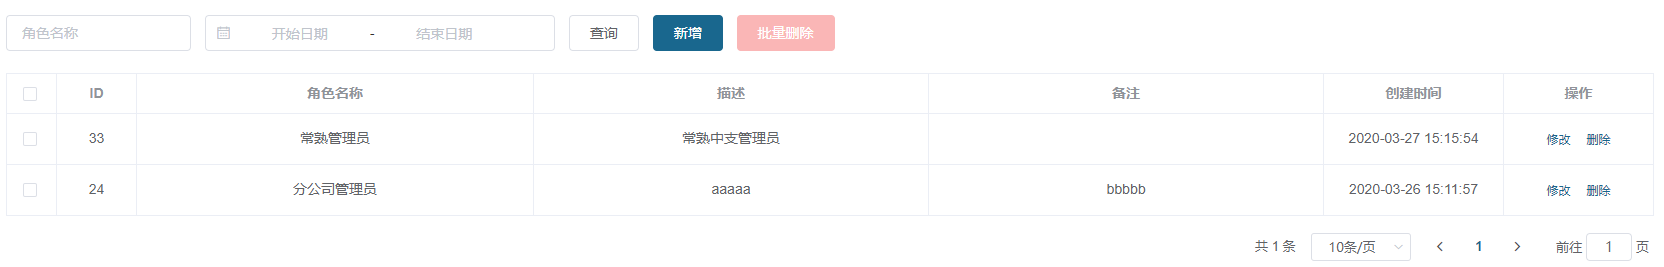 角色名称 开始日期 - 结束日期 查询 新增 批量删除
ID 角色名称 描述 备注 创建时间 操作
33 常熟管理员 常熟中支管理员 2020-03-27 15:15:54 修改 删除
24 分公司管理员 aaaaa bbbbb 2020-03-26 15:11:57 修改 删除
共 1 条 10条/页 1 前往 1 页